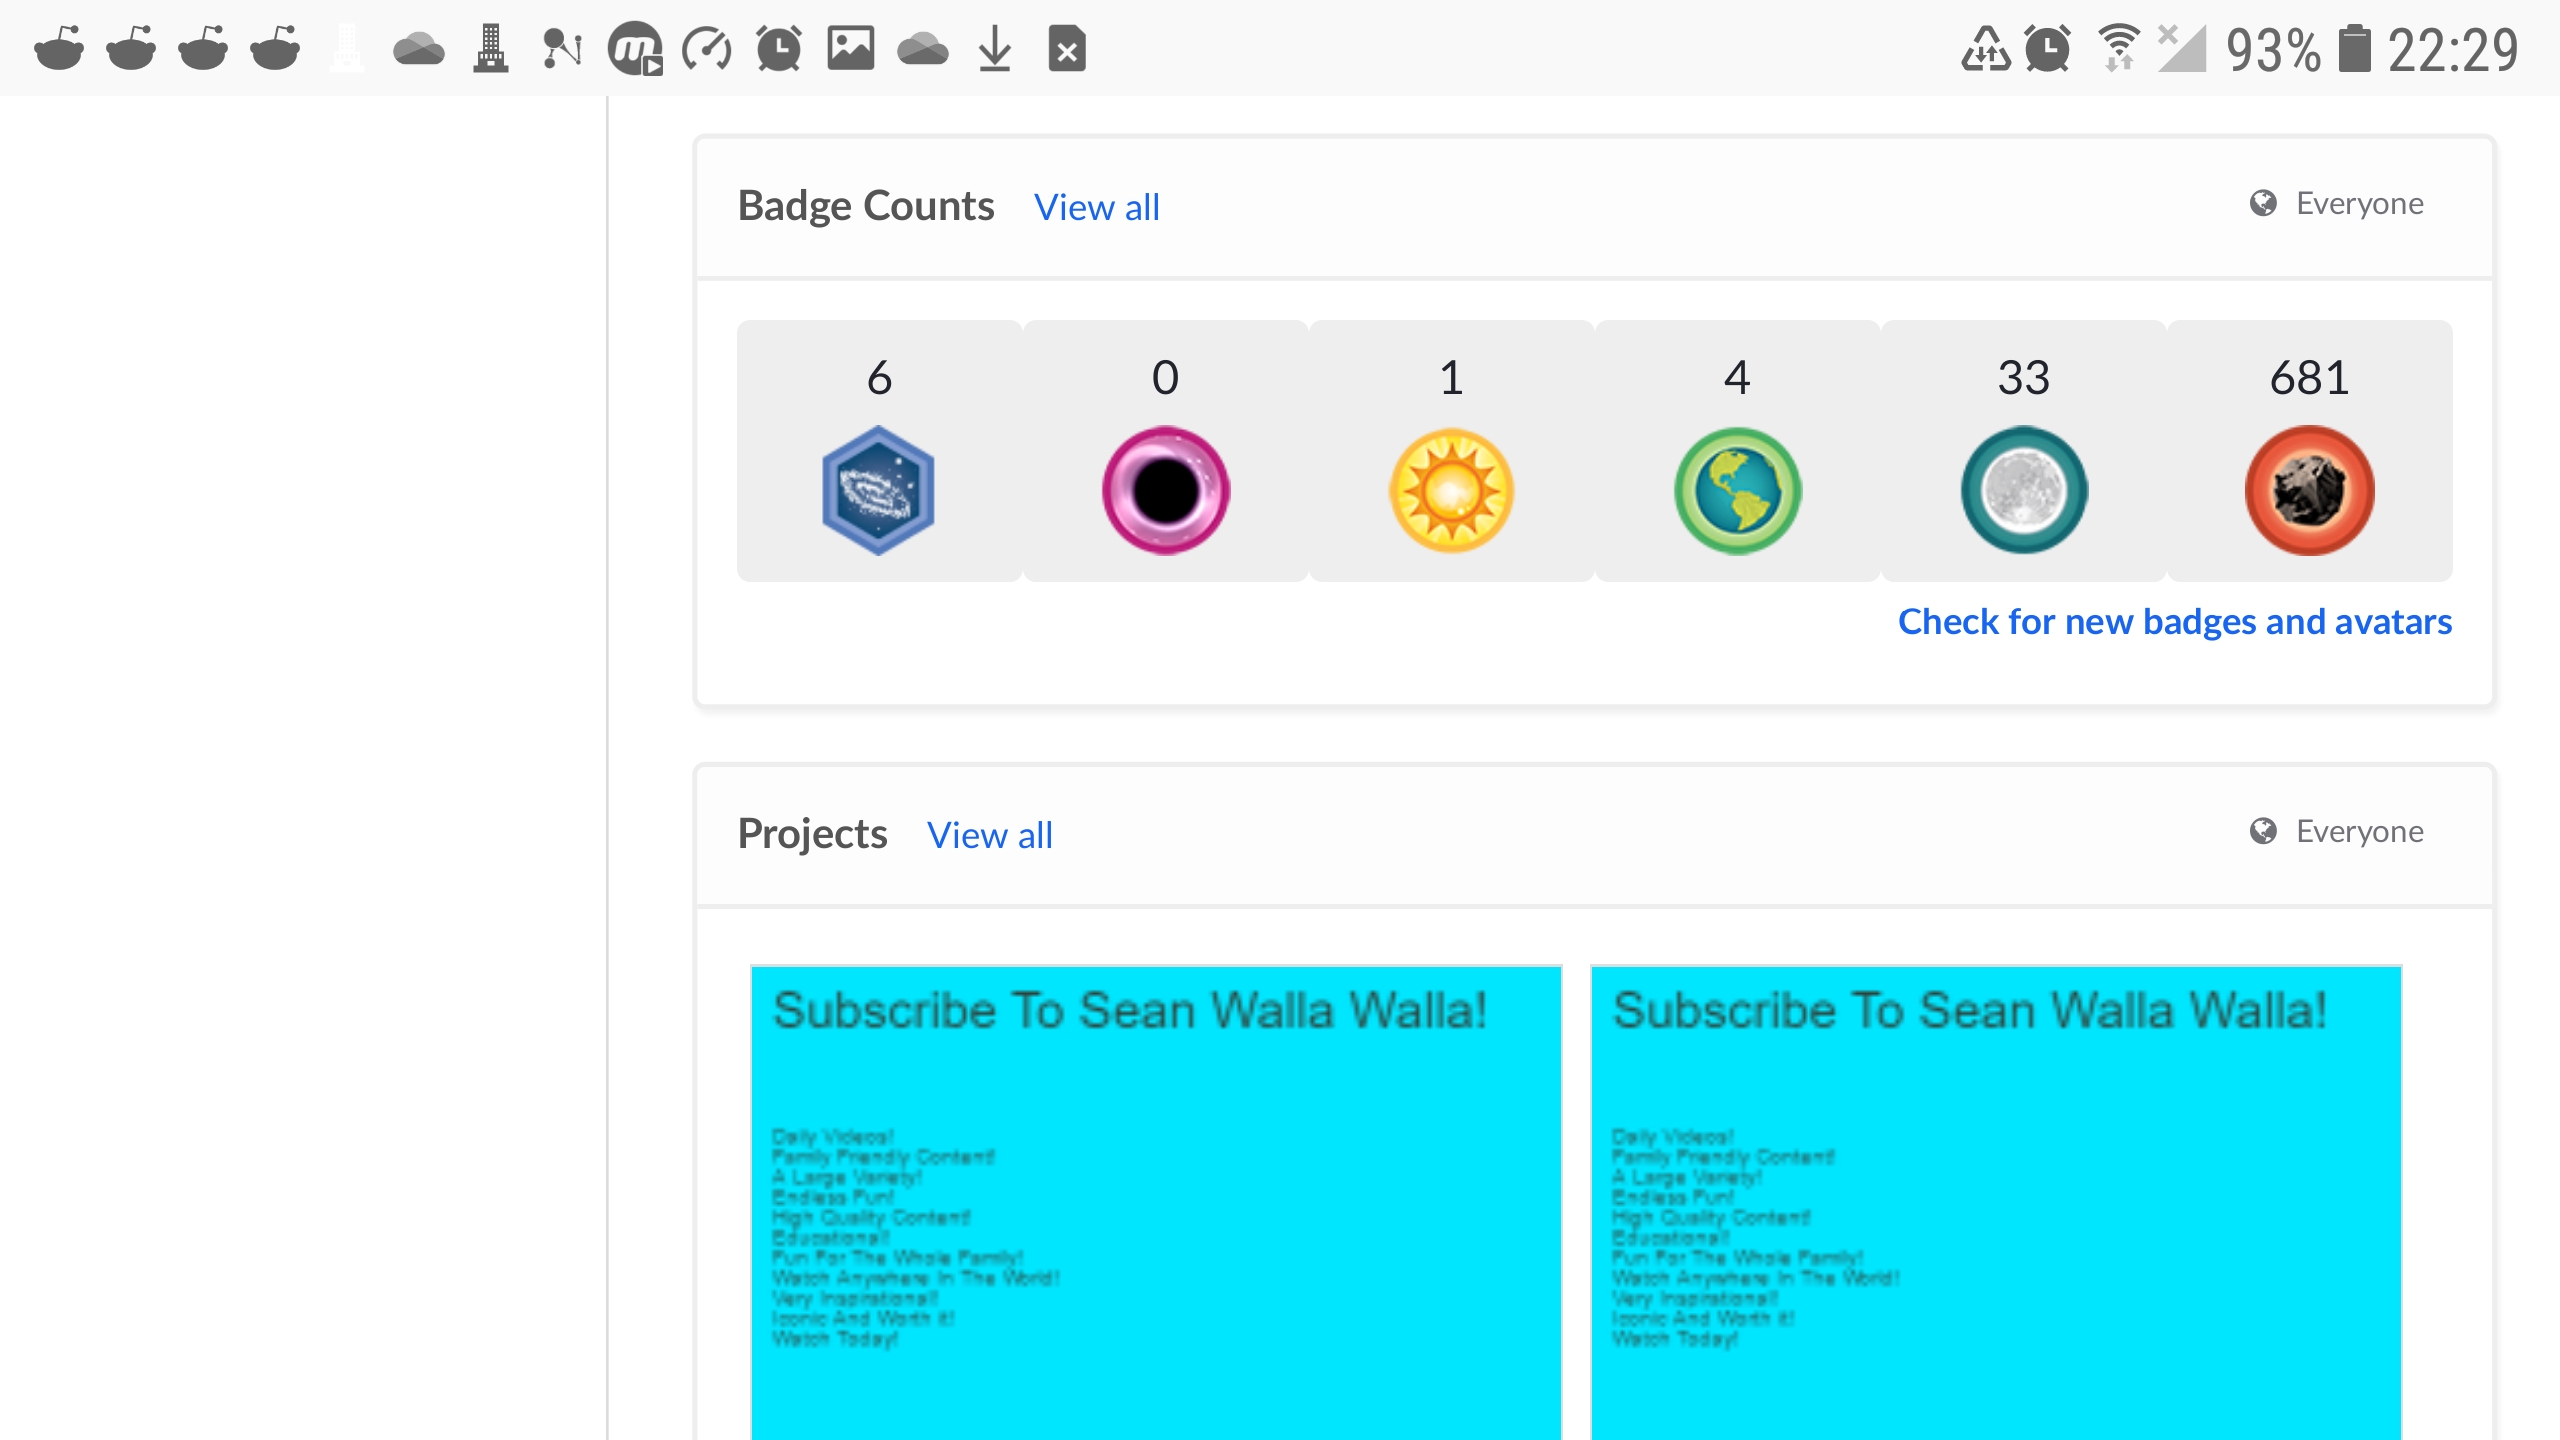 93% 22:29
Badge Counts View all Everyone
6 0 1 4 33 681
Check for new badges and avatars
Projects View all Everyone
Subscribe To Sean Walla Walla! Subscribe To Sean Walla Walla!
Daily Videos! Daily Videos!
Family Friendly Content! Family Friendly Content!
A Large Variety! A Large Variety!
Endless Fun! Endless Fun!
High Quality Content! High Quality Content!
Educational! Educational!
Fun For The Whole Family! Fun For The Whole Family!
Watch Anywhere In The World! Watch Anywhere In The World!
Very Inspirational! Very Inspirational!
Iconic And Worth it! Iconic And Worth it!
Watch Today! Watch Today!